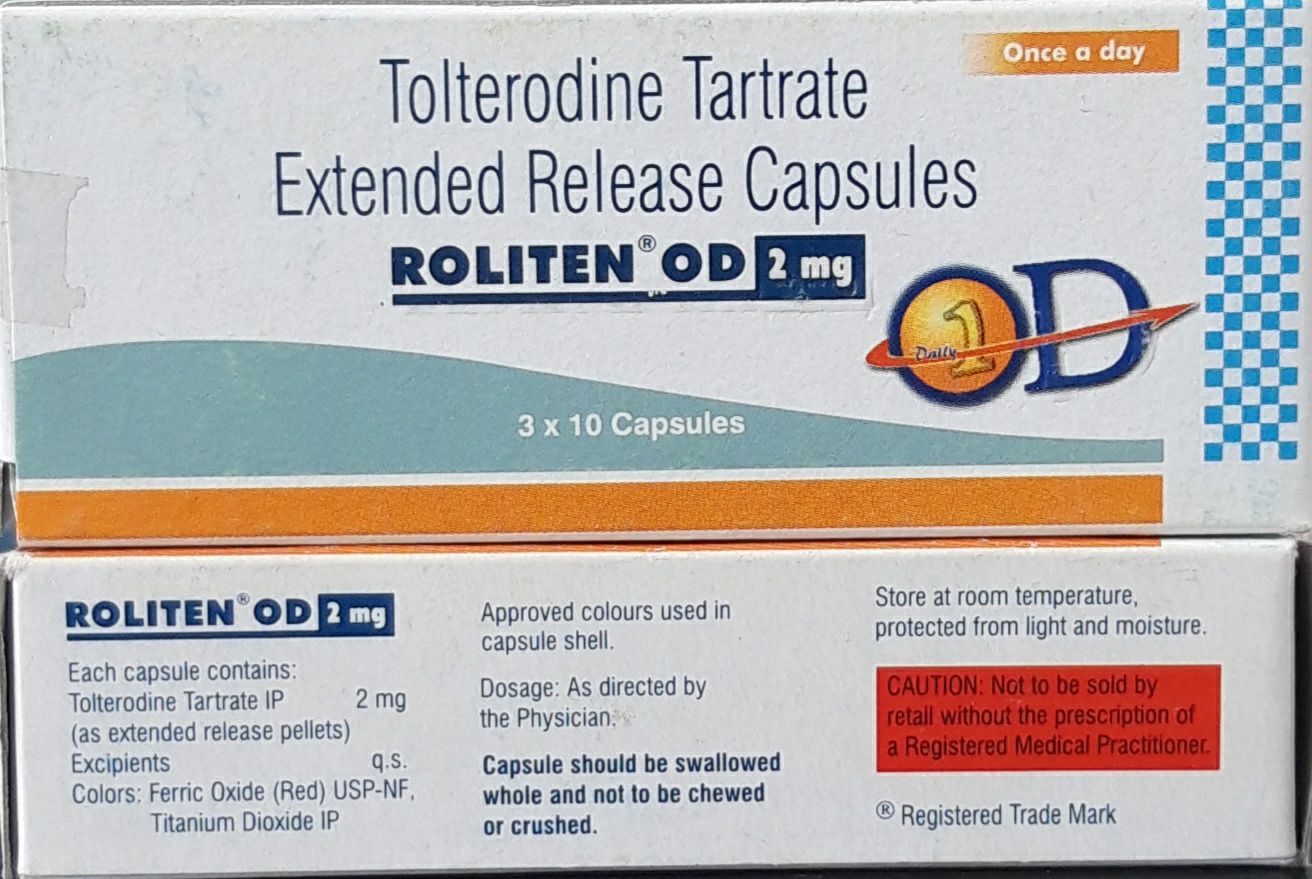 Once a day
Tolterodine Tartrate
Extended Release Capsules
ROLITEN® OD 2 mg
1 Daily OD
3 x 10 Capsules
ROLITEN® OD 2 mg
Each capsule contains:
Tolterodine Tartrate IP 2 mg
(as extended release pellets)
Excipients q.s.
Colors: Ferric Oxide (Red) USP-NF,
Titanium Dioxide IP
Approved colours used in
capsule shell.
Dosage: As directed by
the Physician.
Capsule should be swallowed
whole and not to be chewed
or crushed.
Store at room temperature,
protected from light and moisture.
CAUTION: Not to be sold by
retail without the prescription of
a Registered Medical Practitioner.
® Registered Trade Mark